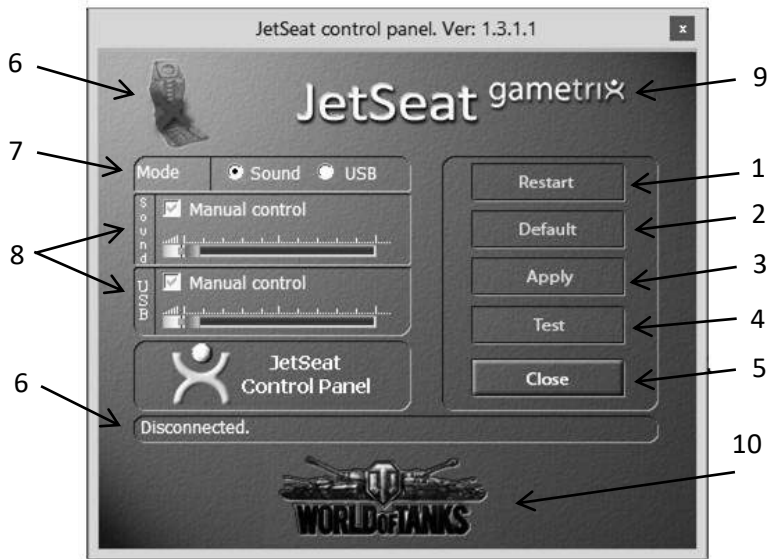 JetSeat control panel. Ver: 1.3.1.1 x
6
JetSeat gametrix
9
7
Mode Sound USB
8
Sound
Manual control
USB
Manual control
JetSeat
Control Panel
6
Disconnected.
Restart
1
Default
2
Apply
3
Test
4
Close
5
10
WORLD OF TANKS